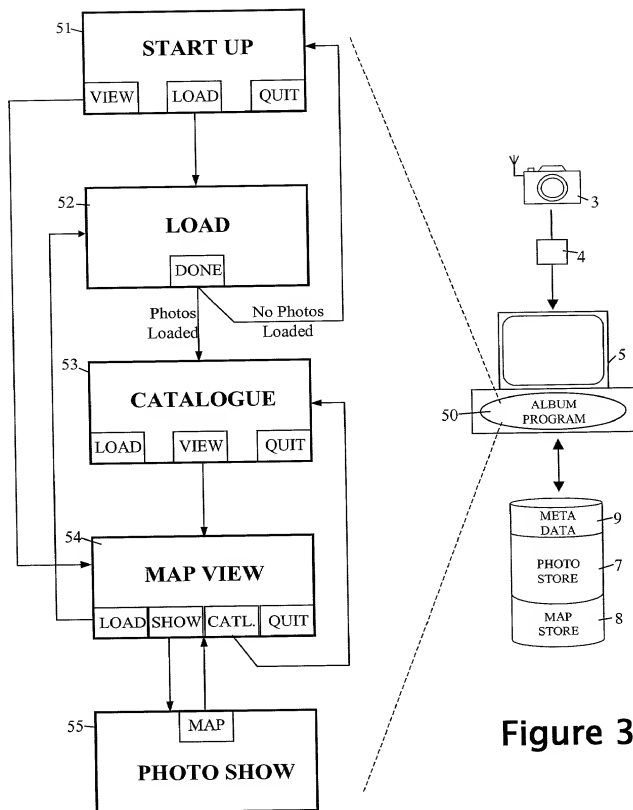 51
START UP
VIEW LOAD QUIT
52
LOAD
DONE
Photos
Loaded
No Photos
Loaded
53
CATALOGUE
LOAD VIEW QUIT
54
MAP VIEW
LOAD SHOW CATL. QUIT
55
MAP
PHOTO SHOW
3
4
5
50
ALBUM
PROGRAM
META
DATA
9
PHOTO
STORE
7
MAP
STORE
8
Figure 3